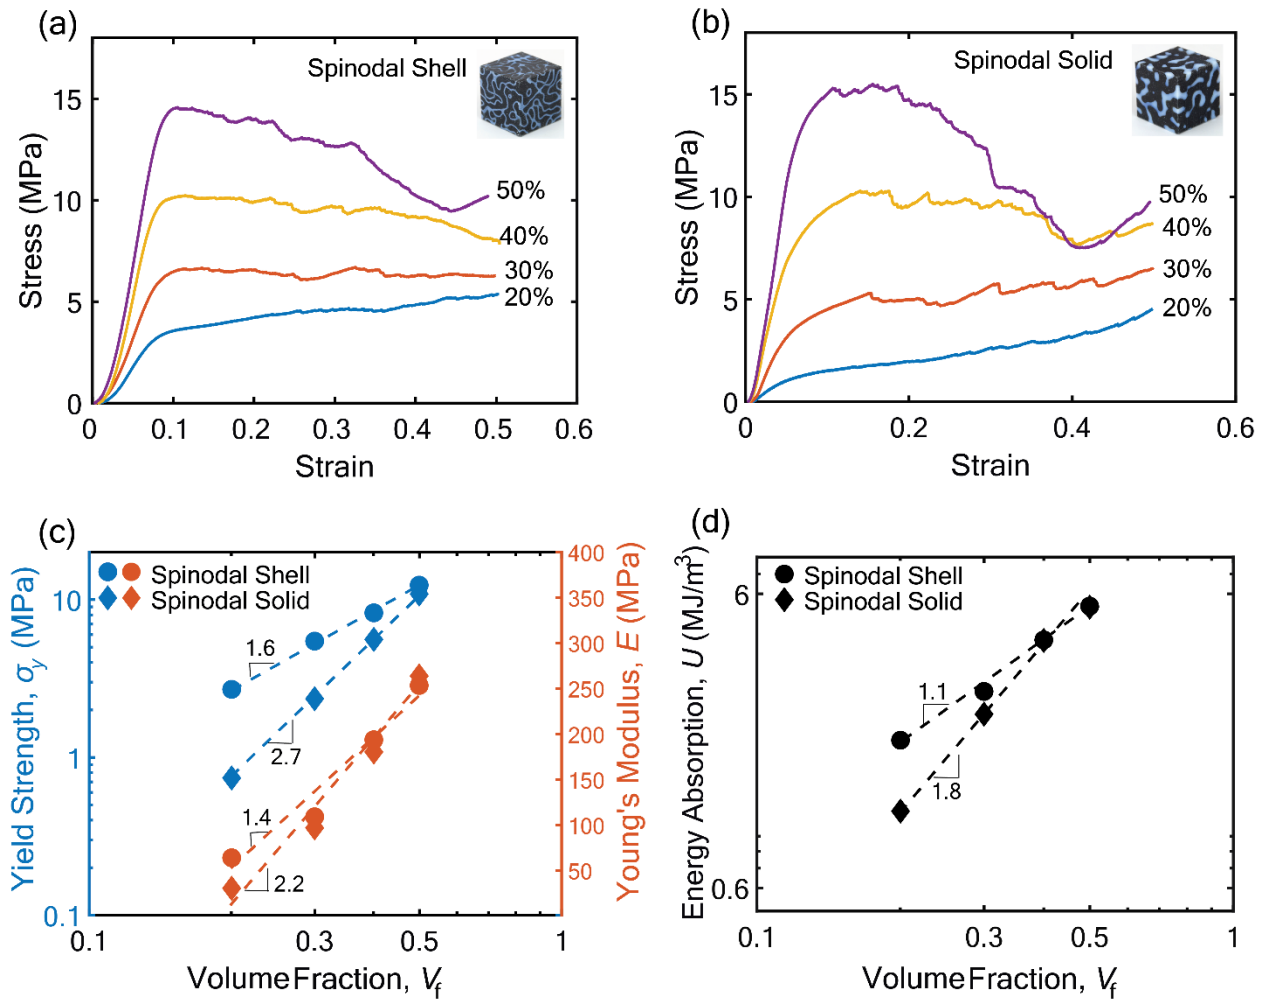 (a)
Spinodal Shell
15
10
5
0
Stress (MPa)
50%
40%
30%
20%
0 0.1 0.2 0.3 0.4 0.5 0.6
Strain
(b)
Spinodal Solid
15
10
5
0
Stress (MPa)
50%
40%
30%
20%
0 0.2 0.4 0.6
Strain
(c)
Spinodal Shell
Spinodal Solid
10
1
0.1
Yield Strength, σy (MPa)
1.6
2.7
1.4
2.2
400
350
300
250
200
150
100
50
Young's Modulus, E (MPa)
0.1 0.3 0.5 1
Volume Fraction, Vf
(d)
Spinodal Shell
Spinodal Solid
6
0.6
Energy Absorption, U (MJ/m³)
1.1
1.8
0.1 0.3 0.5 1
Volume Fraction, Vf